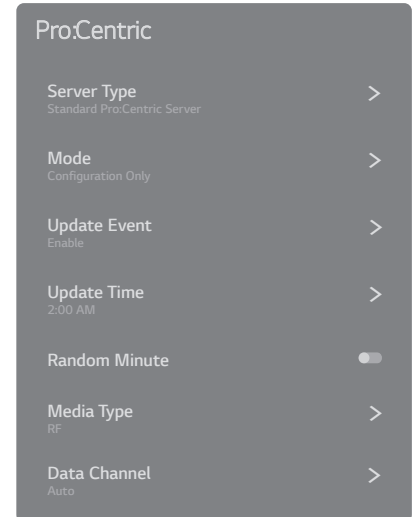 Pro:Centric
Server Type
Standard Pro:Centric Server
Mode
Configuration Only
Update Event
Enable
Update Time
2:00 AM
Random Minute
Media Type
RF
Data Channel
Auto